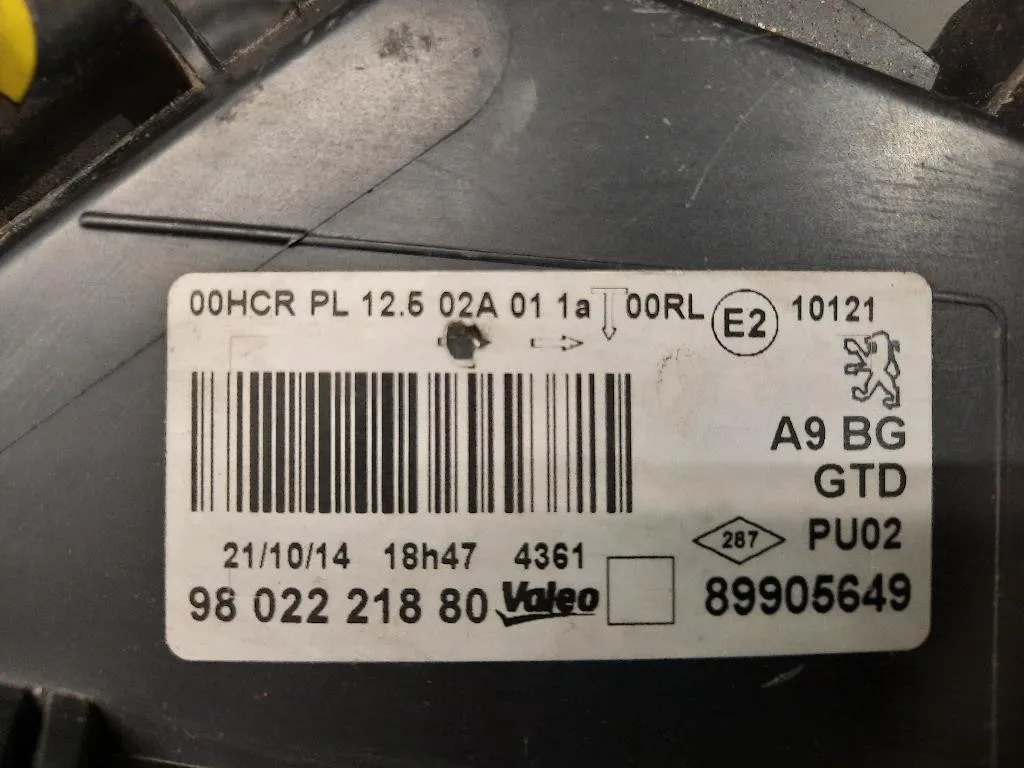 00HCR PL 12.5 02A 01 1a 00RL E2 10121
A9 BG
GTD
287 PU02
21/10/14 18h47 4361
98 022 218 80 Valeo 89905649